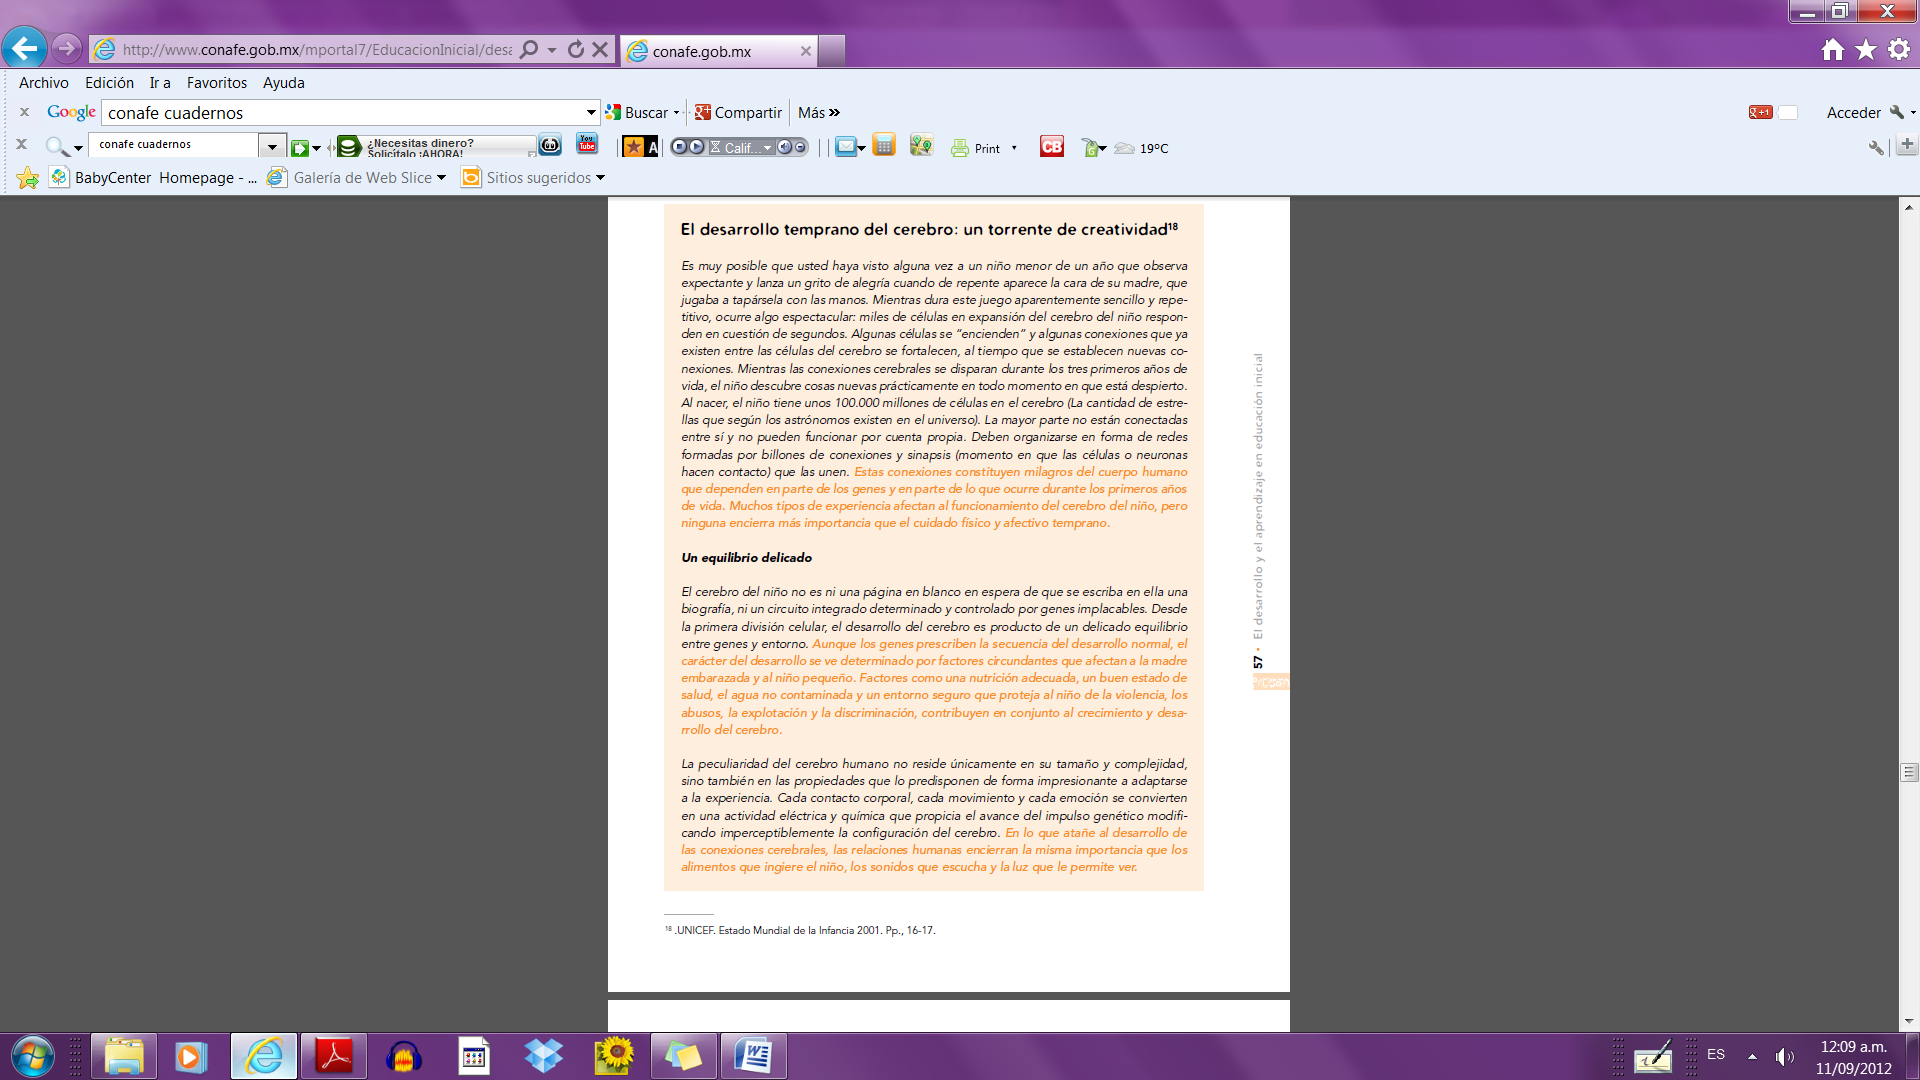 http://www.conafe.gob.mx/mportal7/EducacionInicial/desa
conafe.gob.mx
Archivo Edición Ir a Favoritos Ayuda
x Google conafe cuadernos Buscar Compartir Más » +1 Acceder
x conafe cuadernos ¿Necesitas dinero? Solicítalo ¡AHORA! You Tube A Calif... Print CB 19ºC
BabyCenter Homepage - ... Galería de Web Slice Sitios sugeridos
El desarrollo temprano del cerebro: un torrente de creatividad¹⁸
Es muy posible que usted haya visto alguna vez a un niño menor de un año que observa
expectante y lanza un grito de alegría cuando de repente aparece la cara de su madre, que
jugaba a tapársela con las manos. Mientras dura este juego aparentemente sencillo y repe-
titivo, ocurre algo espectacular: miles de células en expansión del cerebro del niño respon-
den en cuestión de segundos. Algunas células se “encienden” y algunas conexiones que ya
existen entre las células del cerebro se fortalecen, al tiempo que se establecen nuevas co-
nexiones. Mientras las conexiones cerebrales se disparan durante los tres primeros años de
vida, el niño descubre cosas nuevas prácticamente en todo momento en que está despierto.
Al nacer, el niño tiene unos 100.000 millones de células en el cerebro (La cantidad de estre-
llas que según los astrónomos existen en el universo). La mayor parte no están conectadas
entre sí y no pueden funcionar por cuenta propia. Deben organizarse en forma de redes
formadas por billones de conexiones y sinapsis (momento en que las células o neuronas
hacen contacto) que las unen. Estas conexiones constituyen milagros del cuerpo humano
que dependen en parte de los genes y en parte de lo que ocurre durante los primeros años
de vida. Muchos tipos de experiencia afectan al funcionamiento del cerebro del niño, pero
ninguna encierra más importancia que el cuidado físico y afectivo temprano.
Un equilibrio delicado
El cerebro del niño no es ni una página en blanco en espera de que se escriba en ella una
biografía, ni un circuito integrado determinado y controlado por genes implacables. Desde
la primera división celular, el desarrollo del cerebro es producto de un delicado equilibrio
entre genes y entorno. Aunque los genes prescriben la secuencia del desarrollo normal, el
carácter del desarrollo se ve determinado por factores circundantes que afectan a la madre
embarazada y al niño pequeño. Factores como una nutrición adecuada, un buen estado de
salud, el agua no contaminada y un entorno seguro que proteja al niño de la violencia, los
abusos, la explotación y la discriminación, contribuyen en conjunto al crecimiento y desa-
rrollo del cerebro.
La peculiaridad del cerebro humano no reside únicamente en su tamaño y complejidad,
sino también en las propiedades que lo predisponen de forma impresionante a adaptarse
a la experiencia. Cada contacto corporal, cada movimiento y cada emoción se convierten
en una actividad eléctrica y química que propicia el avance del impulso genético modifi-
cando imperceptiblemente la configuración del cerebro. En lo que atañe al desarrollo de
las conexiones cerebrales, las relaciones humanas encierran la misma importancia que los
alimentos que ingiere el niño, los sonidos que escucha y la luz que le permite ver.
¹⁸ .UNICEF. Estado Mundial de la Infancia 2001. Pp., 16-17.
57 • El desarrollo y el aprendizaje en educación inicial
ES
12:09 a.m.
11/09/2012